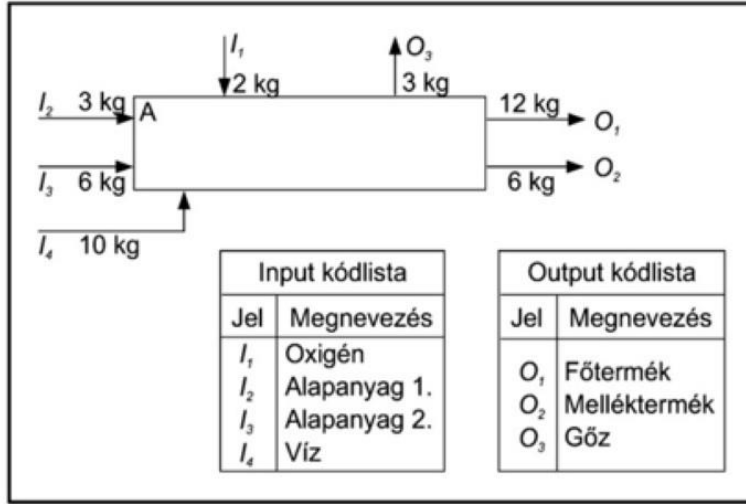 I₁
O₃
2 kg
3 kg
I₂ 3 kg
A
12 kg
O₁
I₃ 6 kg
6 kg
O₂
I₄ 10 kg
Input kódlista
Jel Megnevezés
I₁ Oxigén
I₂ Alapanyag 1.
I₃ Alapanyag 2.
I₄ Víz
Output kódlista
Jel Megnevezés
O₁ Főtermék
O₂ Melléktermék
O₃ Gőz